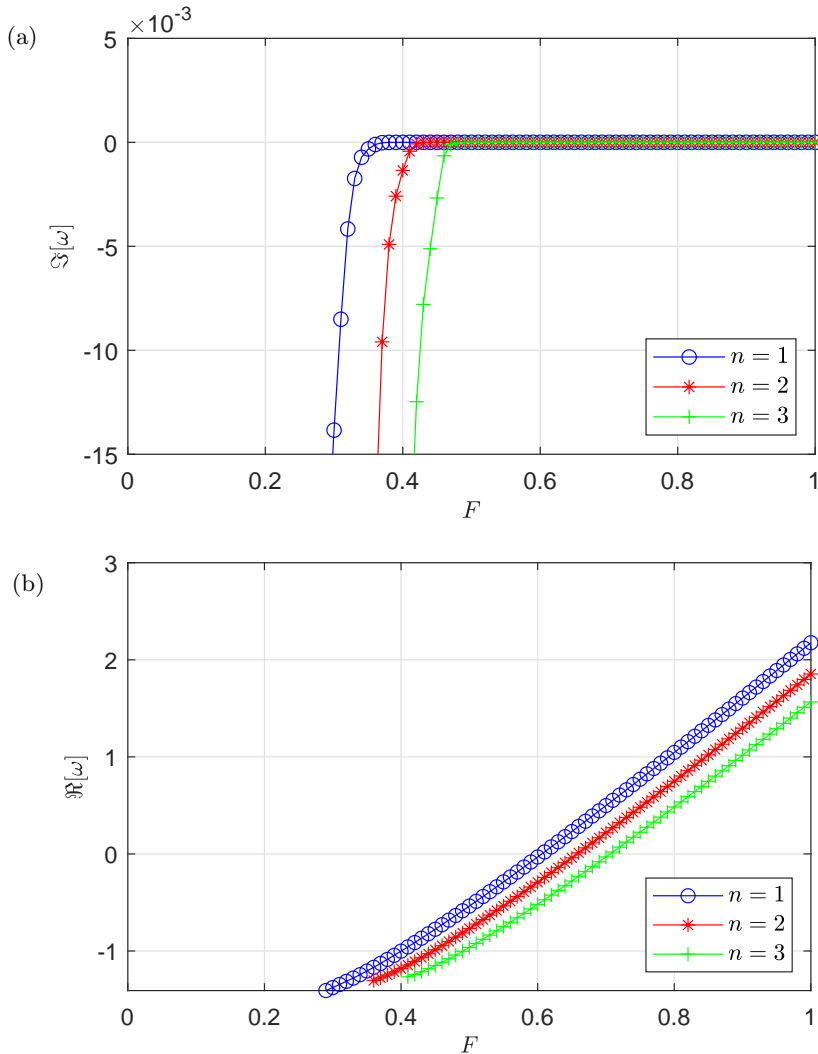 (a)
×10⁻³
5
0
-5
-10
-15
ℑ[ω]
0 0.2 0.4 0.6 0.8 1
F
n = 1
n = 2
n = 3
(b)
3
2
1
0
-1
ℜ[ω]
0 0.2 0.4 0.6 0.8 1
F
n = 1
n = 2
n = 3